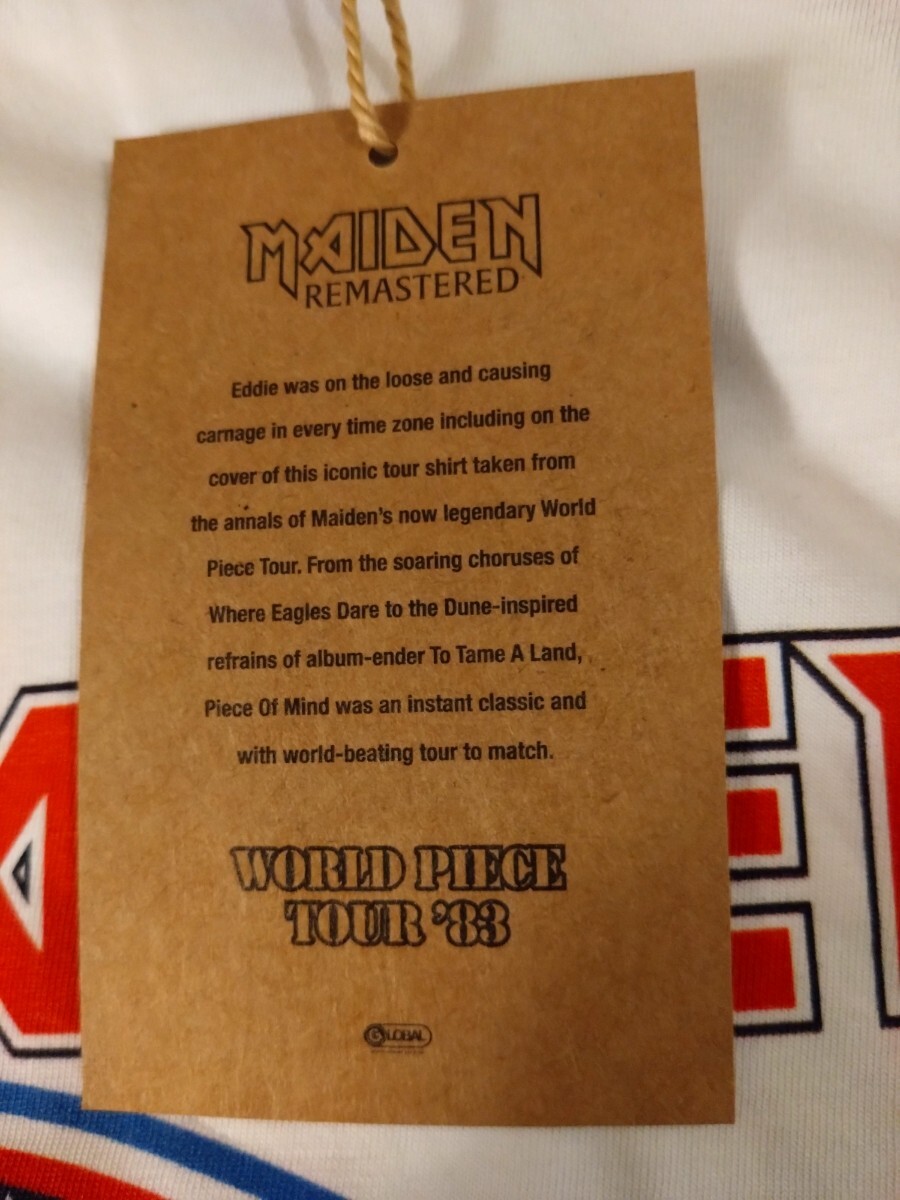 MAIDEN
REMASTERED
Eddie was on the loose and causing
carnage in every time zone including on the
cover of this iconic tour shirt taken from
the annals of Maiden's now legendary World
Piece Tour. From the soaring choruses of
Where Eagles Dare to the Dune-inspired
refrains of album-ender To Tame A Land,
Piece Of Mind was an instant classic and
with world-beating tour to match.
WORLD PIECE
TOUR '83
GLOBAL